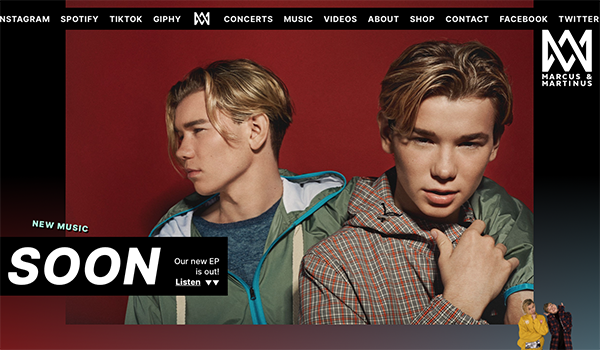 NSTAGRAM SPOTIFY TIKTOK GIPHY CONCERTS MUSIC VIDEOS ABOUT SHOP CONTACT FACEBOOK TWITTER
MARCUS &
MARTINUS
NEW MUSIC
SOON
Our new EP
is out!
Listen ▼▼